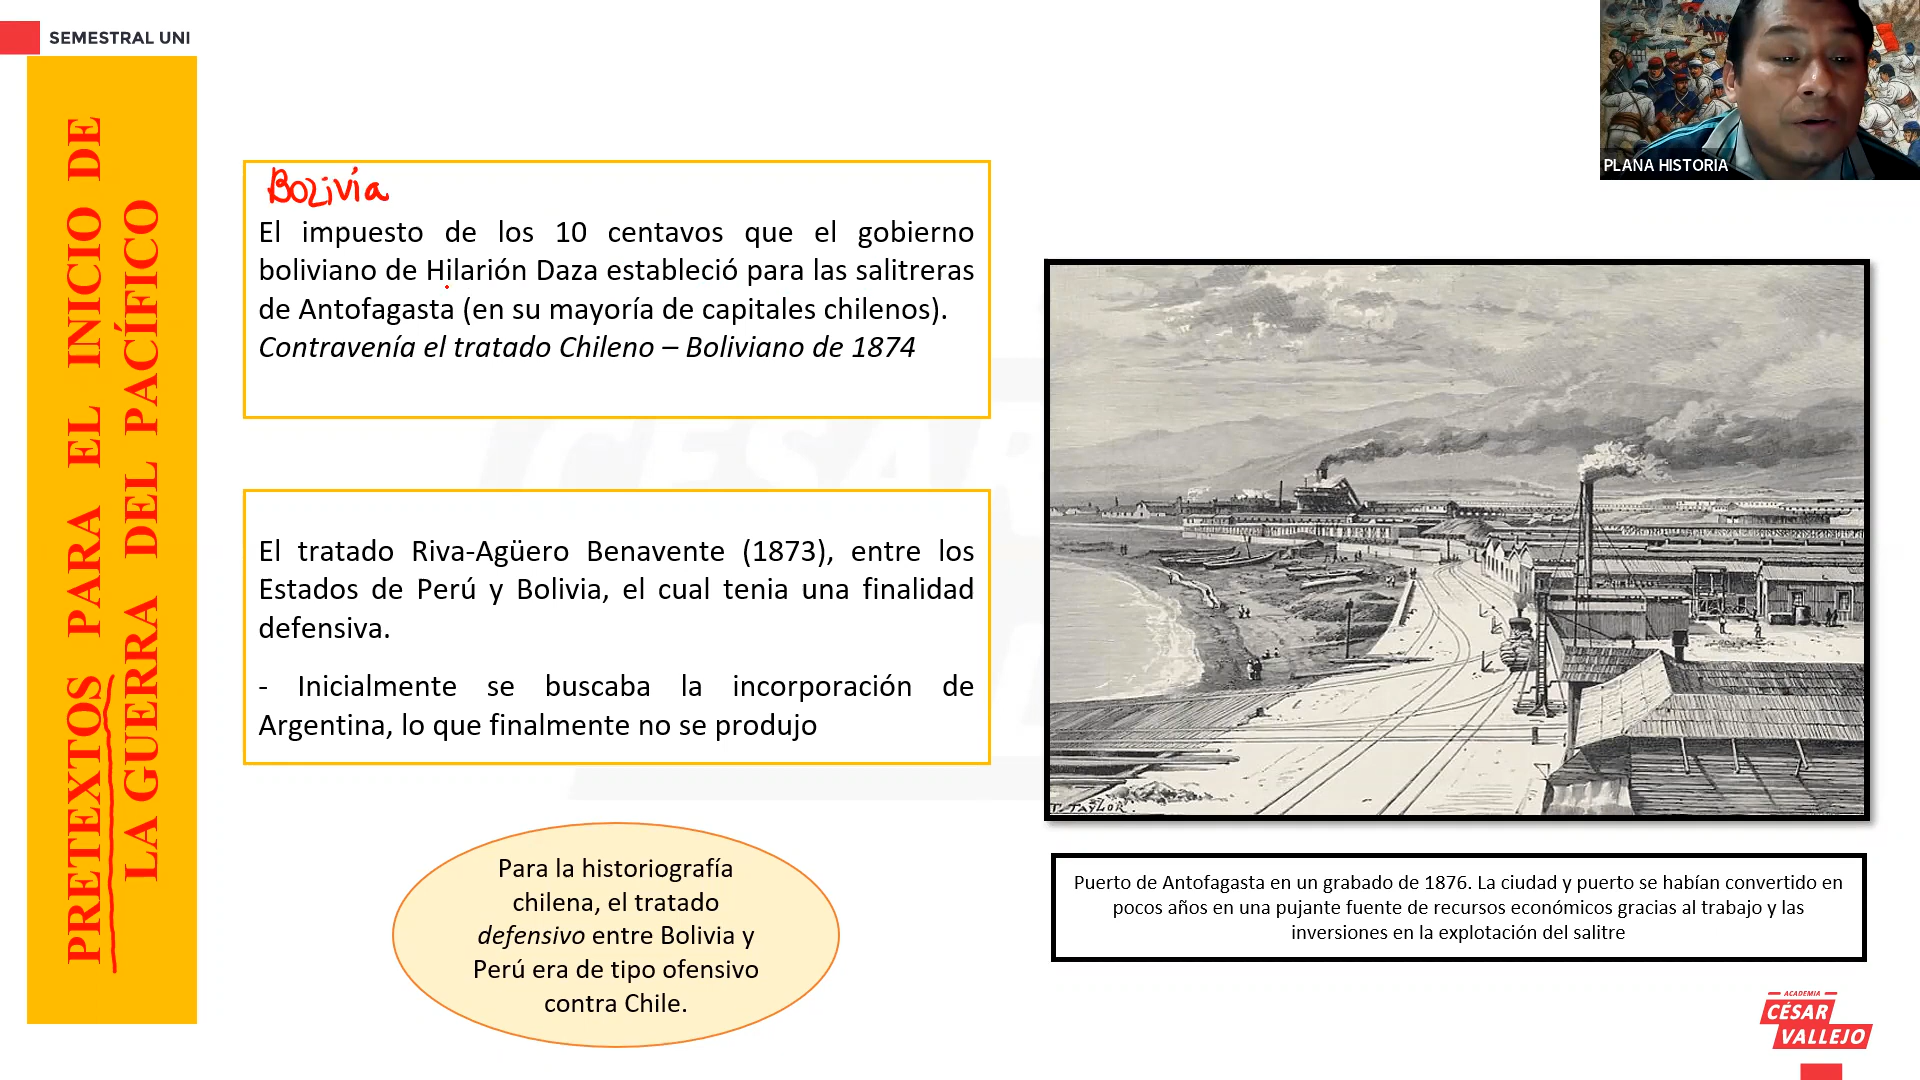 SEMESTRAL UNI
PRETEXTOS PARA EL INICIO DE
LA GUERRA DEL PACÍFICO
Bolivia
El impuesto de los 10 centavos que el gobierno
boliviano de Hilarión Daza estableció para las salitreras
de Antofagasta (en su mayoría de capitales chilenos).
Contravenía el tratado Chileno – Boliviano de 1874
El tratado Riva-Agüero Benavente (1873), entre los
Estados de Perú y Bolivia, el cual tenia una finalidad
defensiva.
- Inicialmente se buscaba la incorporación de
Argentina, lo que finalmente no se produjo
Para la historiografía
chilena, el tratado
defensivo entre Bolivia y
Perú era de tipo ofensivo
contra Chile.
PLANA HISTORIA
T. TAYLOR.
Puerto de Antofagasta en un grabado de 1876. La ciudad y puerto se habían convertido en
pocos años en una pujante fuente de recursos económicos gracias al trabajo y las
inversiones en la explotación del salitre
ACADEMIA
CÉSAR
VALLEJO